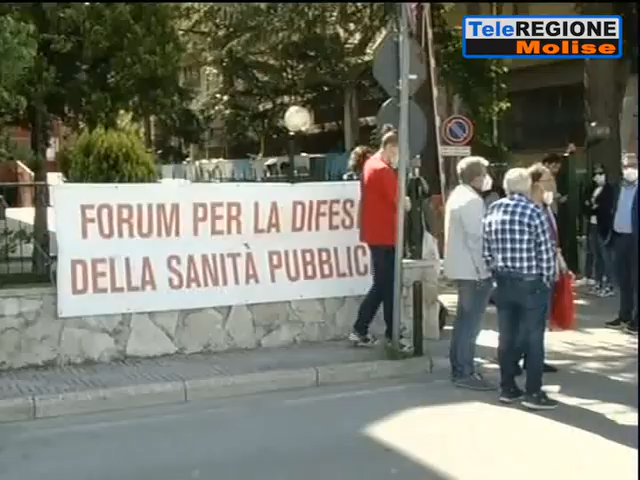 TeleREGIONE
Molise
FORUM PER LA DIFES
DELLA SANITÀ PUBBLIC